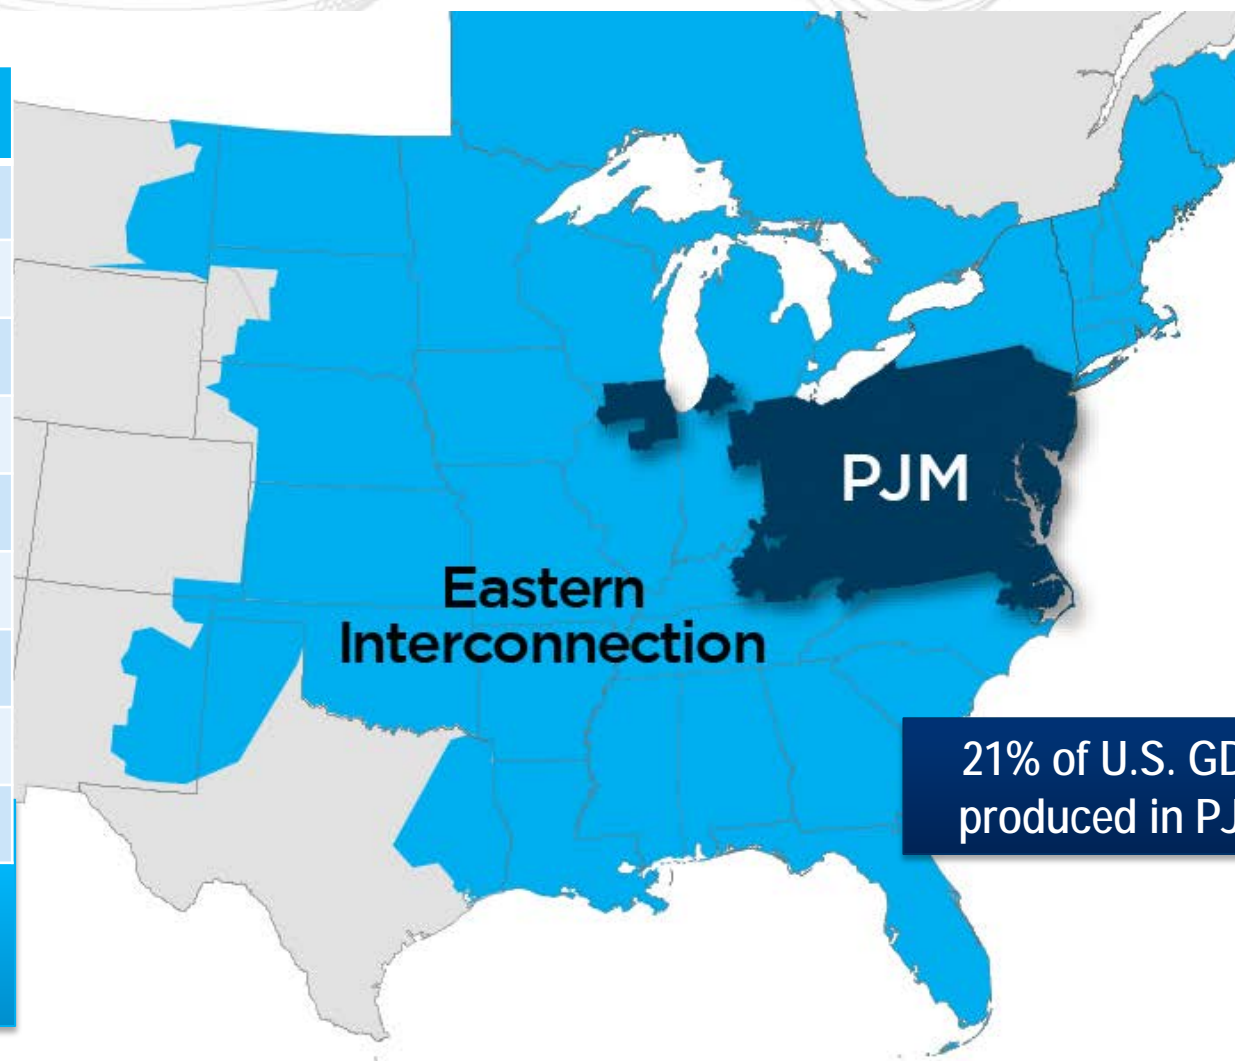 PJM
Eastern
Interconnection
21% of U.S. GD
produced in PJ